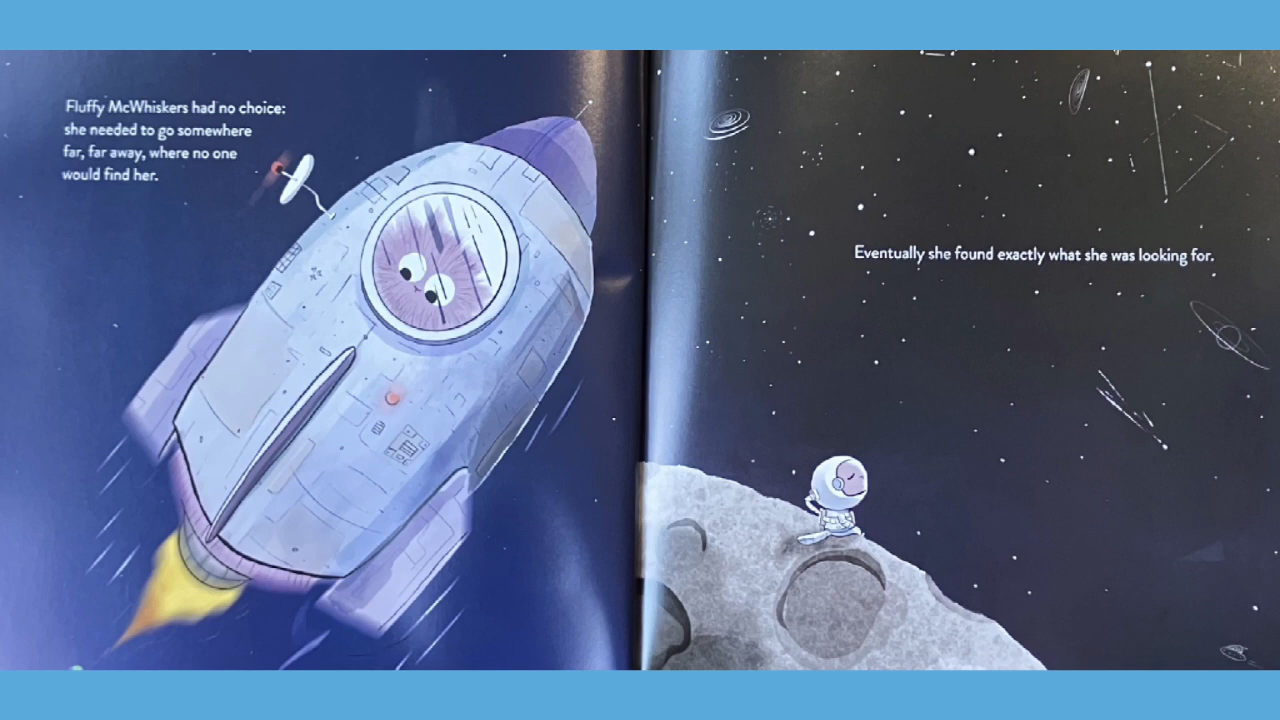 Fluffy McWhiskers had no choice:
she needed to go somewhere
far, far away, where no one
would find her.
Eventually she found exactly what she was looking for.